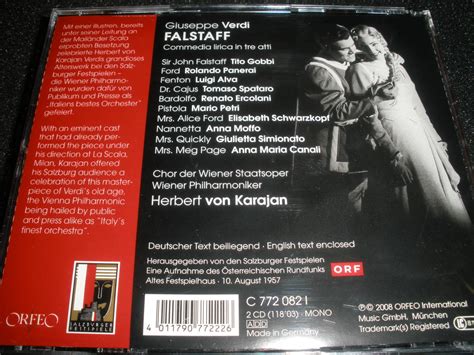 Mit einer illustren, bereits
unter seiner Leitung an
der Mailänder Scala
erprobten Besetzung
zelebrierte Herbert von
Karajan Verdis grandioses
Alterswerk bei den Salz-
burger Festspielen –
die Wiener Philharmo-
niker wurden dafür von
Publikum und Presse als
„Italiens bestes Orchester“
gefeiert.
With an eminent cast
that had already per-
formed the piece under
his direction at La Scala,
Milan, Karajan offered
his Salzburg audience a
celebration of this master-
piece of Verdi's old age,
the Vienna Philharmonic
being hailed by public
and press alike as "Italy's
finest orchestra".
ORFEO
SALZBURGER
FESTSPIELE
Giuseppe Verdi
FALSTAFF
Commedia lirica in tre atti
Sir John Falstaff Tito Gobbi
Ford Rolando Panerai
Fenton Luigi Alva
Dr. Cajus Tomaso Spataro
Bardolfo Renato Ercolani
Pistola Mario Petri
Mrs. Alice Ford Elisabeth Schwarzkopf
Nannetta Anna Moffo
Mrs. Quickly Giulietta Simionato
Mrs. Meg Page Anna Maria Canali
Chor der Wiener Staatsoper
Wiener Philharmoniker
Herbert von Karajan
Deutscher Text beiliegend · English text enclosed
Herausgegeben von den Salzburger Festspielen
Eine Aufnahme des Österreichischen Rundfunks ORF
Altes Festspielhaus · 10. August 1957
C 772 082 I
2 CD (118'03) · MONO
ADD
Made in Germany
4 011790 772226
℗ © 2008 ORFEO International
Music GmbH, München
Trademark(s) Registered